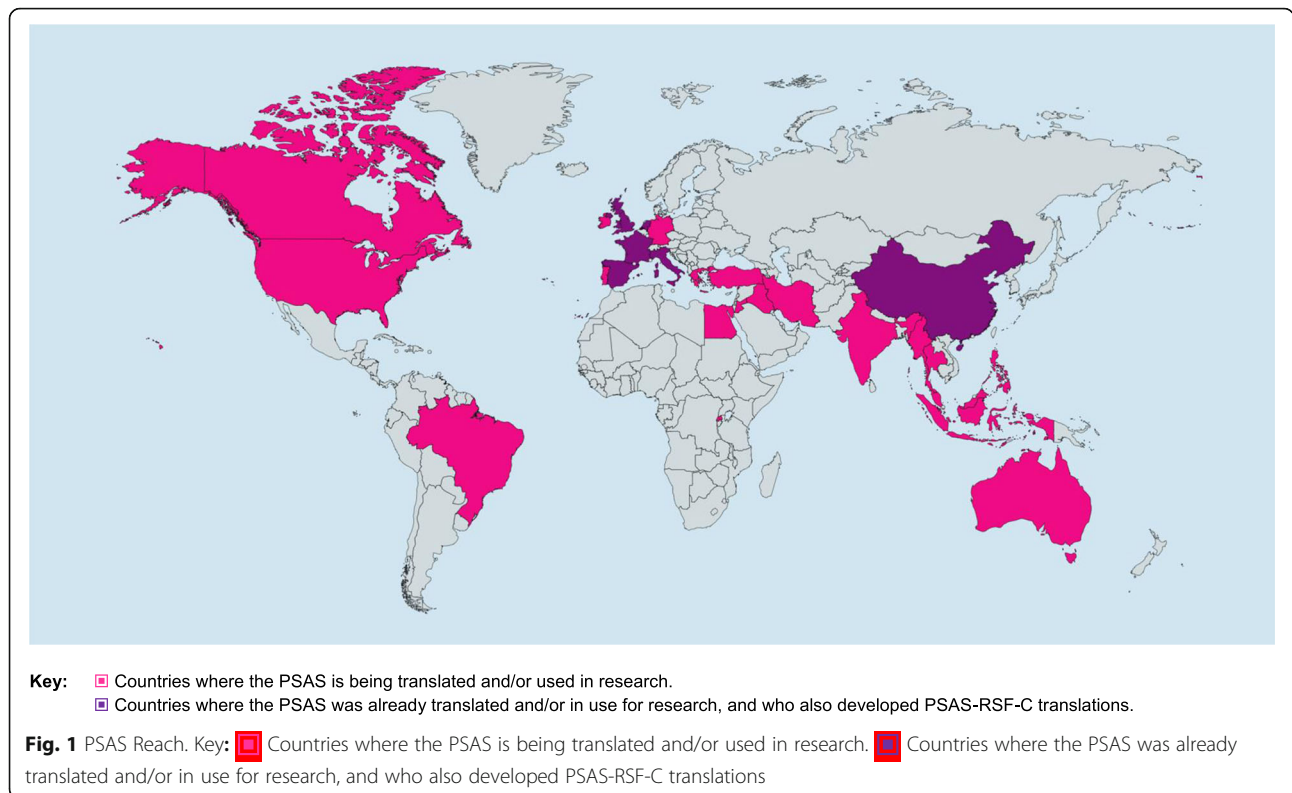 Key: Countries where the PSAS is being translated and/or used in research.
Countries where the PSAS was already translated and/or in use for research, and who also developed PSAS-RSF-C translations.
Fig. 1 PSAS Reach. Key: Countries where the PSAS is being translated and/or used in research. Countries where the PSAS was already
translated and/or in use for research, and who also developed PSAS-RSF-C translations